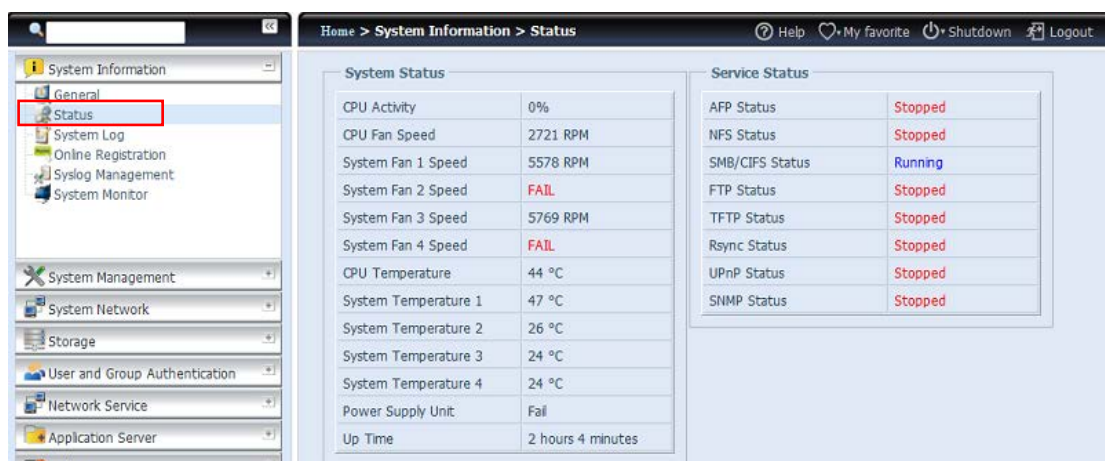 Home > System Information > Status
Help My favorite Shutdown Logout
System Information
General
Status
System Log
Online Registration
Syslog Management
System Monitor
System Management
System Network
Storage
User and Group Authentication
Network Service
Application Server
System Status
CPU Activity 0%
CPU Fan Speed 2721 RPM
System Fan 1 Speed 5578 RPM
System Fan 2 Speed FAIL
System Fan 3 Speed 5769 RPM
System Fan 4 Speed FAIL
CPU Temperature 44 °C
System Temperature 1 47 °C
System Temperature 2 26 °C
System Temperature 3 24 °C
System Temperature 4 24 °C
Power Supply Unit Fail
Up Time 2 hours 4 minutes
Service Status
AFP Status Stopped
NFS Status Stopped
SMB/CIFS Status Running
FTP Status Stopped
TFTP Status Stopped
Rsync Status Stopped
UPnP Status Stopped
SNMP Status Stopped